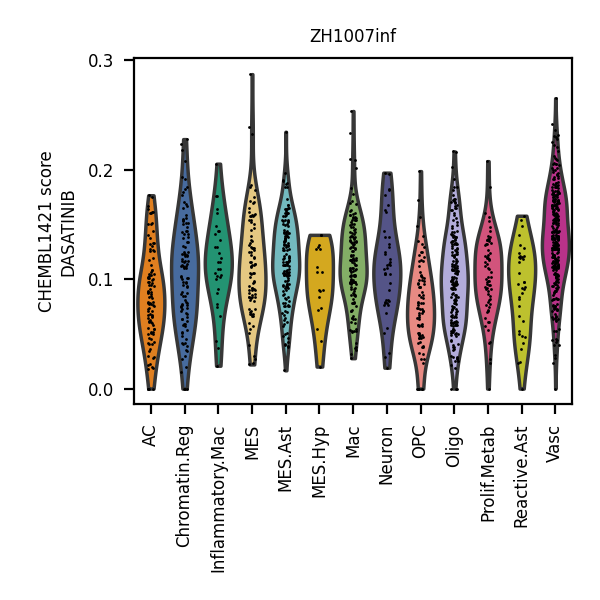 ZH1007inf
CHEMBL1421 score
DASATINIB
0.3
0.2
0.1
0.0
AC
Chromatin.Reg
Inflammatory.Mac
MES
MES.Ast
MES.Hyp
Mac
Neuron
OPC
Oligo
Prolif.Metab
Reactive.Ast
Vasc